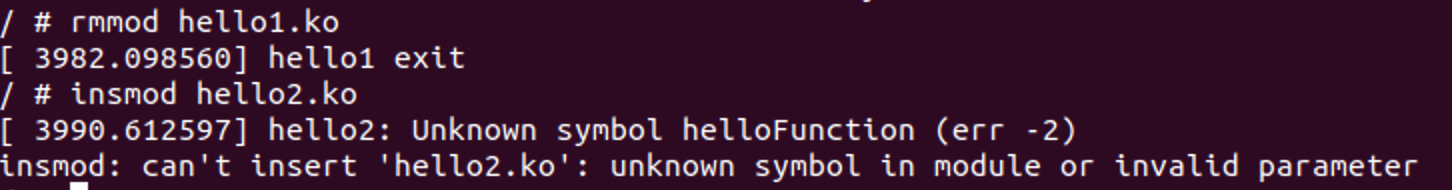 / # rmmod hello1.ko
[ 3982.098560] hello1 exit
/ # insmod hello2.ko
[ 3990.612597] hello2: Unknown symbol helloFunction (err -2)
insmod: can't insert 'hello2.ko': unknown symbol in module or invalid parameter